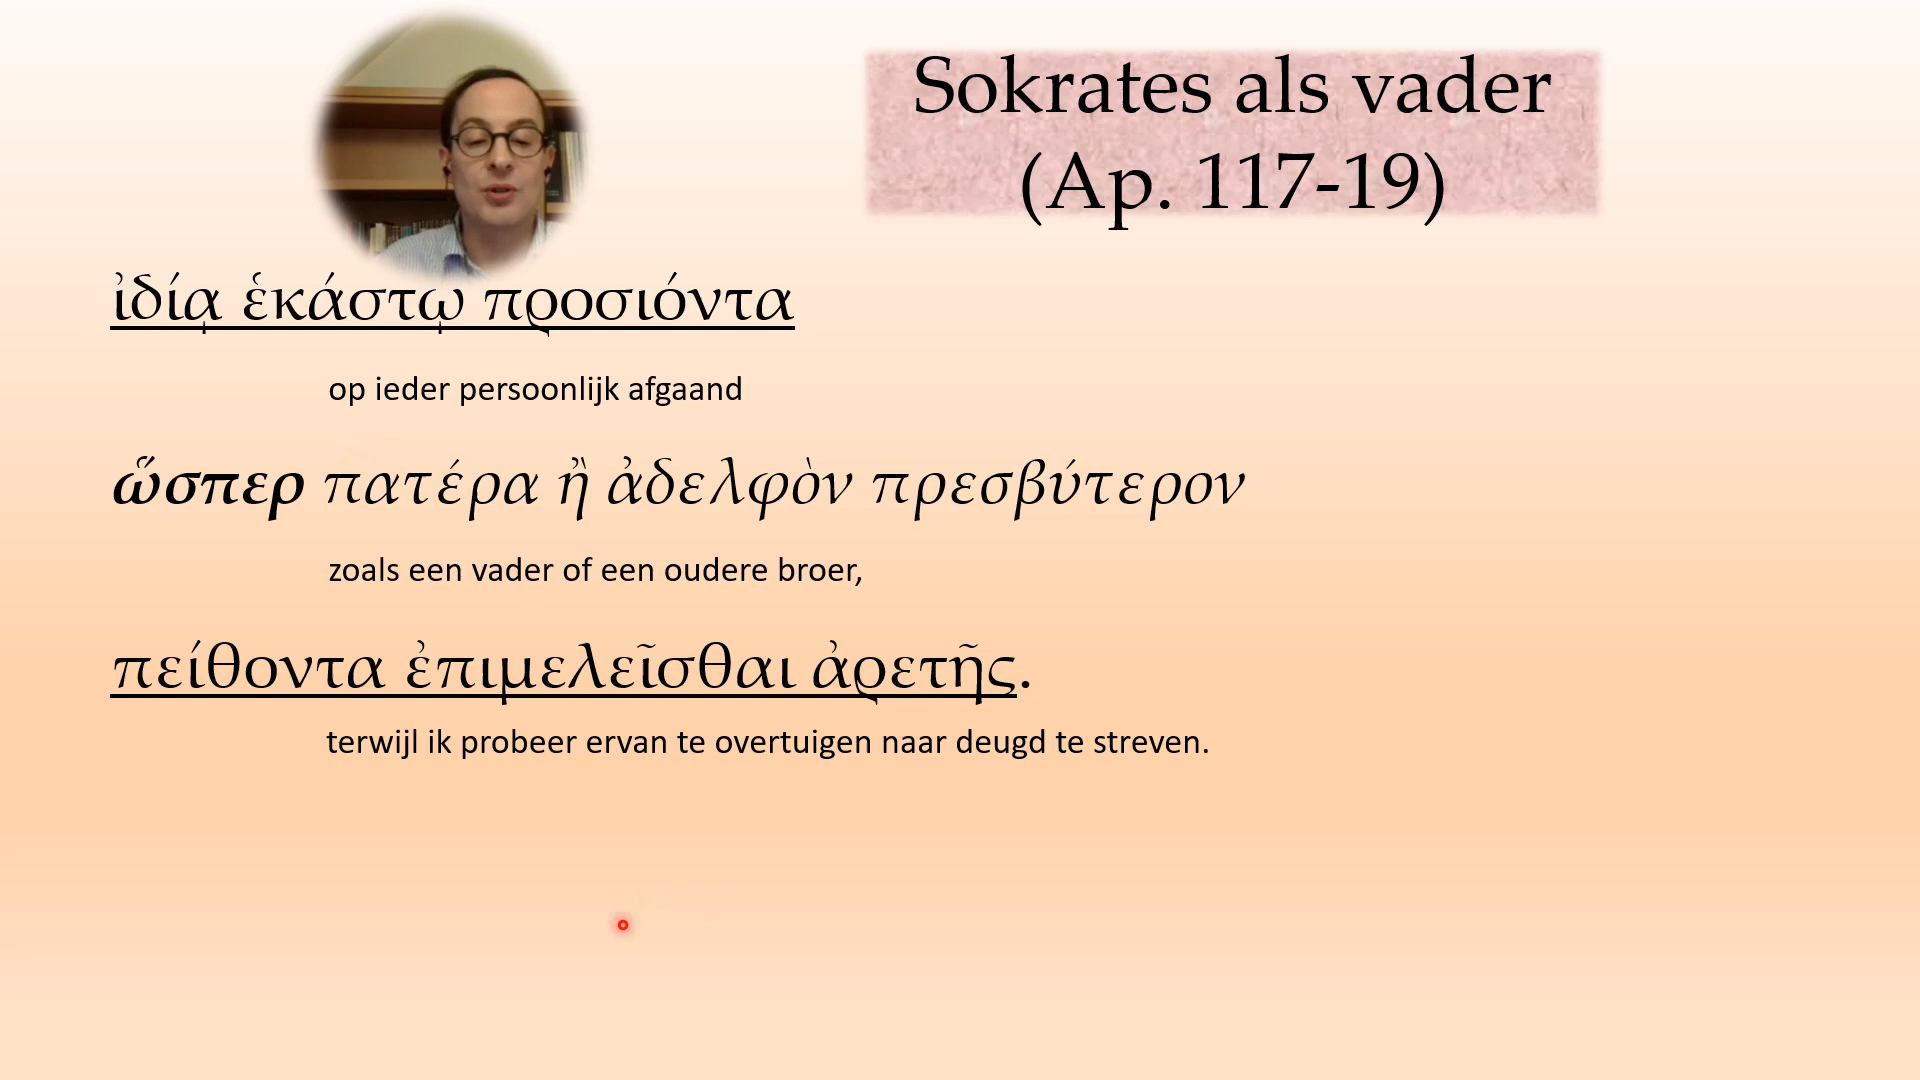 Sokrates als vader
(Ap. 117-19)
ἰδίᾳ ἑκάστῳ προσιόντα
op ieder persoonlijk afgaand
ὥσπερ πατέρα ἢ ἀδελφὸν πρεσβύτερον
zoals een vader of een oudere broer,
πείθοντα ἐπιμελεῖσθαι ἀρετῆς.
terwijl ik probeer ervan te overtuigen naar deugd te streven.